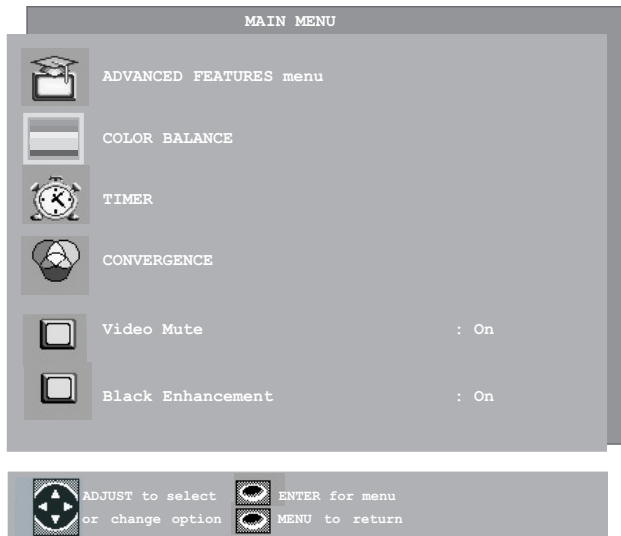 MAIN MENU
ADVANCED FEATURES menu
COLOR BALANCE
TIMER
CONVERGENCE
Video Mute : On
Black Enhancement : On
ADJUST to select ENTER for menu
or change option MENU to return